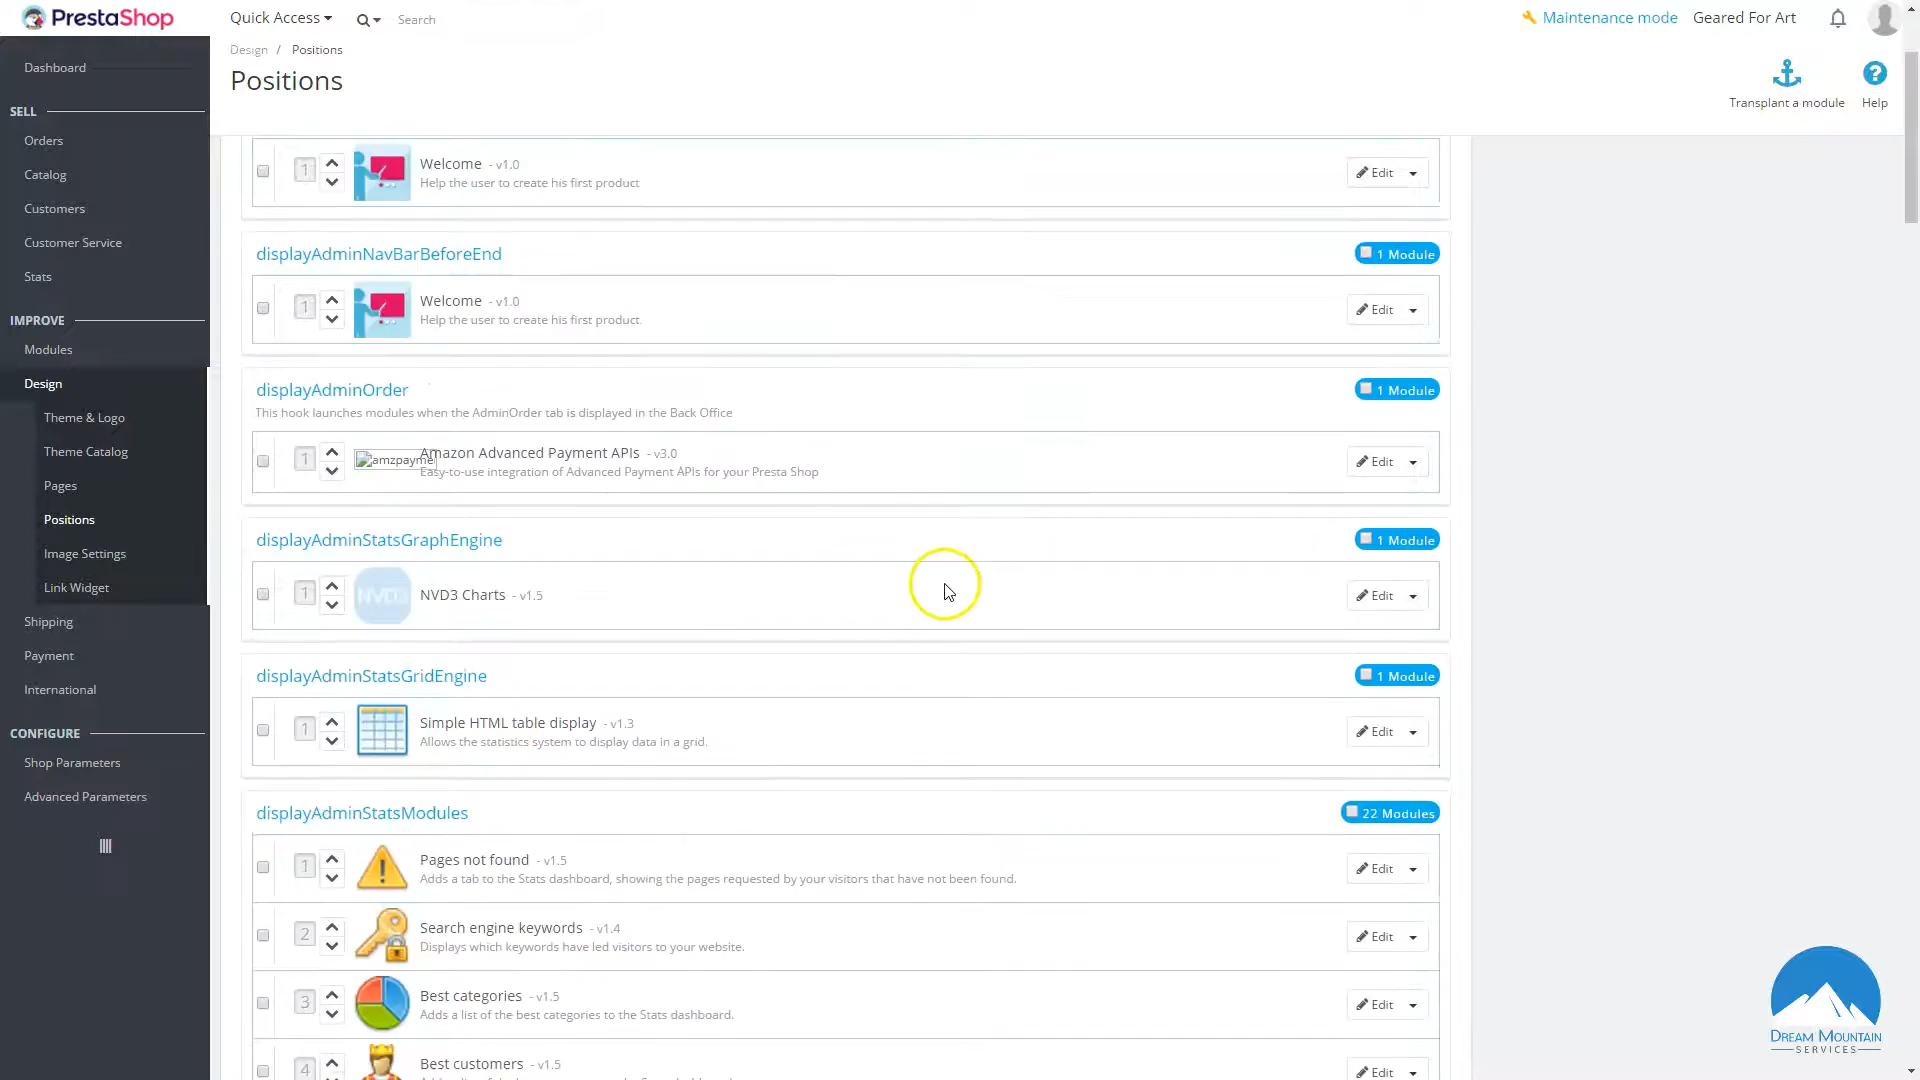 PrestaShop
Quick Access
Search
Maintenance mode
Geared For Art
Design / Positions
Positions
Transplant a module
Help
Dashboard
SELL
Orders
Catalog
Customers
Customer Service
Stats
IMPROVE
Modules
Design
Theme & Logo
Theme Catalog
Pages
Positions
Image Settings
Link Widget
Shipping
Payment
International
CONFIGURE
Shop Parameters
Advanced Parameters
1 Welcome - v1.0 Edit
Help the user to create his first product
displayAdminNavBarBeforeEnd 1 Module
1 Welcome - v1.0 Edit
Help the user to create his first product.
displayAdminOrder 1 Module
This hook launches modules when the AdminOrder tab is displayed in the Back Office
1 amzpayme Amazon Advanced Payment APIs - v3.0 Edit
Easy-to-use integration of Advanced Payment APIs for your Presta Shop
displayAdminStatsGraphEngine 1 Module
1 NVD3 NVD3 Charts - v1.5 Edit
displayAdminStatsGridEngine 1 Module
1 Simple HTML table display - v1.3 Edit
Allows the statistics system to display data in a grid.
displayAdminStatsModules 22 Modules
1 Pages not found - v1.5 Edit
Adds a tab to the Stats dashboard, showing the pages requested by your visitors that have not been found.
2 Search engine keywords - v1.4 Edit
Displays which keywords have led visitors to your website.
3 Best categories - v1.5 Edit
Adds a list of the best categories to the Stats dashboard.
4 Best customers - v1.5 Edit
DREAM MOUNTAIN
SERVICES